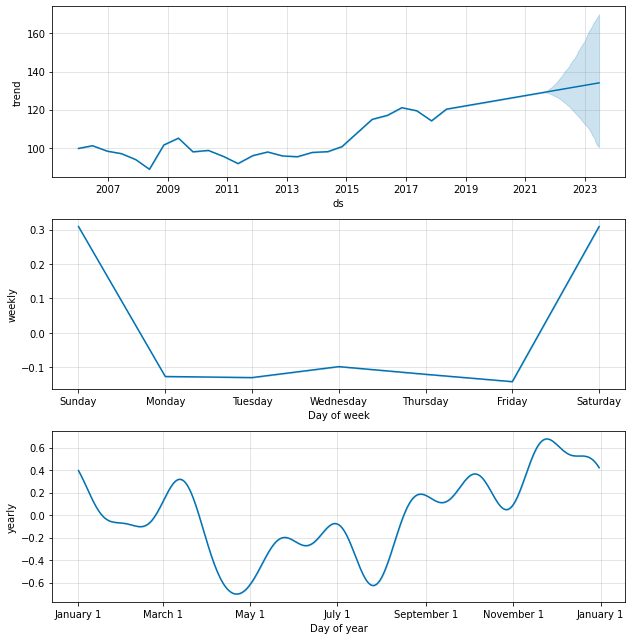 160
140
120
100
trend
2007 2009 2011 2013 2015 2017 2019 2021 2023
ds
0.3
0.2
0.1
0.0
−0.1
weekly
Sunday Monday Tuesday Wednesday Thursday Friday Saturday
Day of week
0.6
0.4
0.2
0.0
−0.2
−0.4
−0.6
yearly
January 1 March 1 May 1 July 1 September 1 November 1 January 1
Day of year